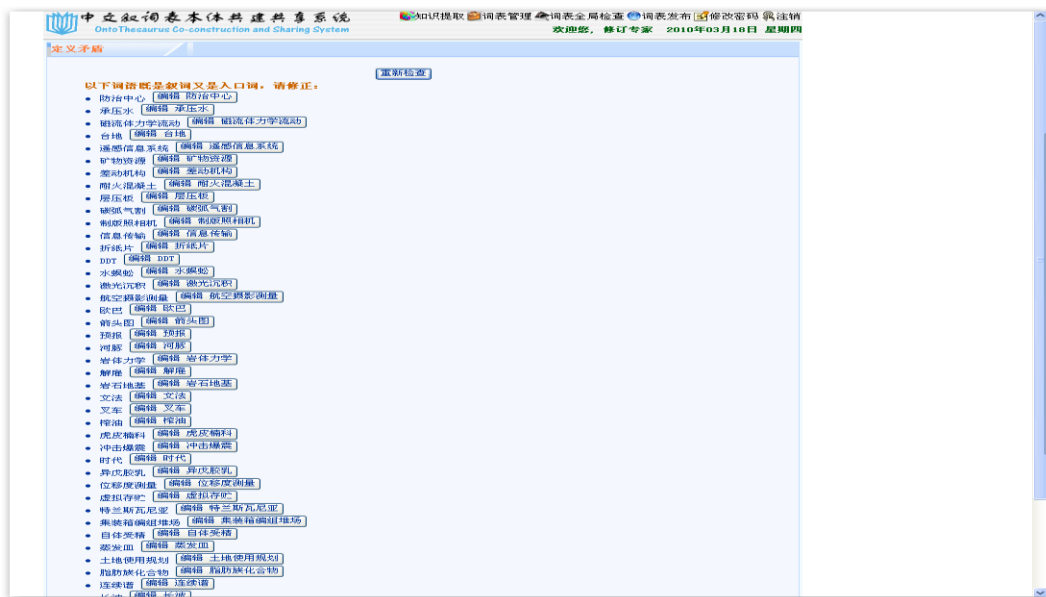 中文叙词表本体共建共享系统 知识提取 词表管理 词表全局检查 词表发布 修改密码 注销
OntoThesaurus Co-construction and Sharing System 欢迎您, 修订专家 2010年03月18日 星期四
定义矛盾
重新检查
以下词语既是叙词又是入口词, 请修正:
防治中心 编辑 防治中心
承压水 编辑 承压水
磁流体力学流动 编辑 磁流体力学流动
台地 编辑 台地
遥感信息系统 编辑 遥感信息系统
矿物资源 编辑 矿物资源
差动机构 编辑 差动机构
耐火混凝土 编辑 耐火混凝土
层压板 编辑 层压板
碳弧气割 编辑 碳弧气割
制版照相机 编辑 制版照相机
信息传输 编辑 信息传输
折纸片 编辑 折纸片
DDT 编辑 DDT
水蜈蚣 编辑 水蜈蚣
激光沉积 编辑 激光沉积
航空摄影测量 编辑 航空摄影测量
欧巴 编辑 欧巴
箭头图 编辑 箭头图
预报 编辑 预报
河豚 编辑 河豚
岩体力学 编辑 岩体力学
解雇 编辑 解雇
岩石地基 编辑 岩石地基
文法 编辑 文法
叉车 编辑 叉车
榨油 编辑 榨油
虎皮楠科 编辑 虎皮楠科
冲击爆震 编辑 冲击爆震
时代 编辑 时代
异戊胶乳 编辑 异戊胶乳
位移度测量 编辑 位移度测量
虚拟存贮 编辑 虚拟存贮
特兰斯瓦尼亚 编辑 特兰斯瓦尼亚
集装箱编组堆场 编辑 集装箱编组堆场
自体受精 编辑 自体受精
蒸发皿 编辑 蒸发皿
土地使用规划 编辑 土地使用规划
脂肪族化合物 编辑 脂肪族化合物
连续谱 编辑 连续谱
长波 编辑 长波